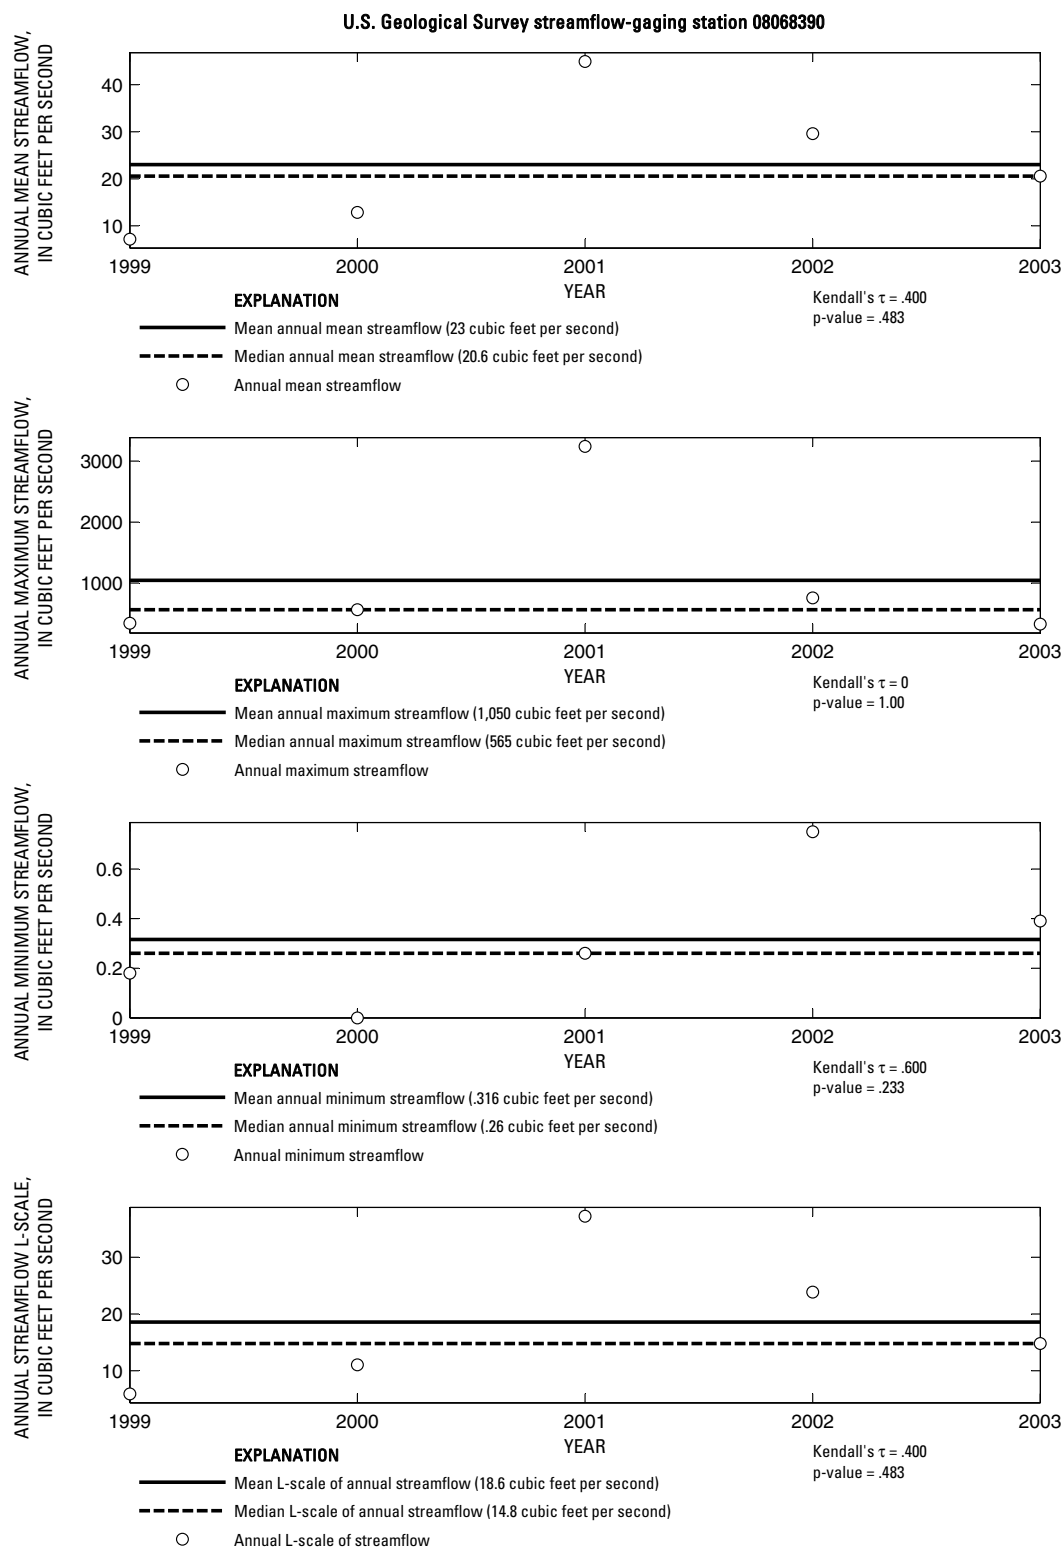 U.S. Geological Survey streamflow-gaging station 08068390
ANNUAL MEAN STREAMFLOW,
IN CUBIC FEET PER SECOND
40
30
20
10
1999 2000 2001 2002 2003
YEAR
Kendall's τ = .400
p-value = .483
EXPLANATION
Mean annual mean streamflow (23 cubic feet per second)
Median annual mean streamflow (20.6 cubic feet per second)
Annual mean streamflow
ANNUAL MAXIMUM STREAMFLOW,
IN CUBIC FEET PER SECOND
3000
2000
1000
1999 2000 2001 2002 2003
YEAR
Kendall's τ = 0
p-value = 1.00
EXPLANATION
Mean annual maximum streamflow (1,050 cubic feet per second)
Median annual maximum streamflow (565 cubic feet per second)
Annual maximum streamflow
ANNUAL MINIMUM STREAMFLOW,
IN CUBIC FEET PER SECOND
0.6
0.4
0.2
0
1999 2000 2001 2002 2003
YEAR
Kendall's τ = .600
p-value = .233
EXPLANATION
Mean annual minimum streamflow (.316 cubic feet per second)
Median annual minimum streamflow (.26 cubic feet per second)
Annual minimum streamflow
ANNUAL STREAMFLOW L-SCALE,
IN CUBIC FEET PER SECOND
30
20
10
1999 2000 2001 2002 2003
YEAR
Kendall's τ = .400
p-value = .483
EXPLANATION
Mean L-scale of annual streamflow (18.6 cubic feet per second)
Median L-scale of annual streamflow (14.8 cubic feet per second)
Annual L-scale of streamflow